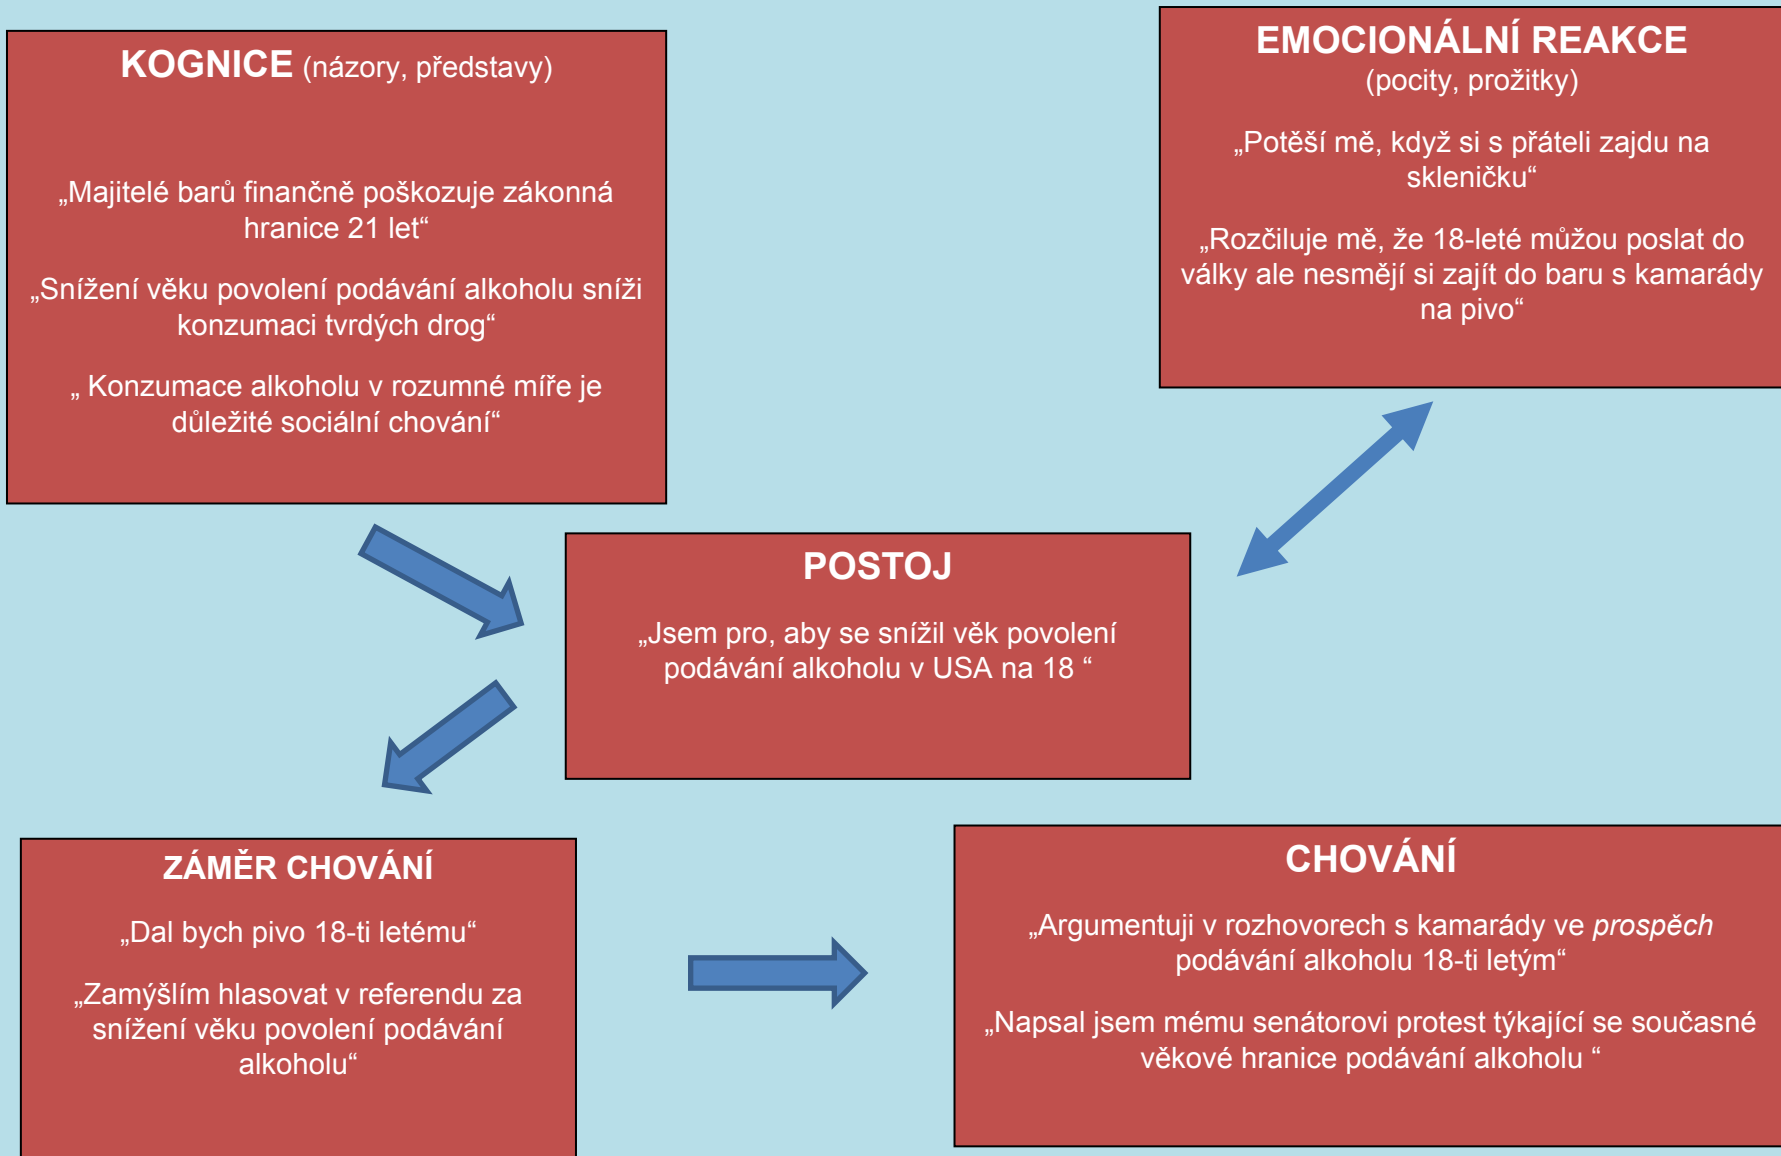 KOGNICE (názory, představy)
„Majitelé barů finančně poškozuje zákonná
hranice 21 let“
„Snížení věku povolení podávání alkoholu sníži
konzumaci tvrdých drog“
„ Konzumace alkoholu v rozumné míře je
důležité sociální chování“
EMOCIONÁLNÍ REAKCE
(pocity, prožitky)
„Potěší mě, když si s přáteli zajdu na
skleničku“
„Rozčiluje mě, že 18-leté můžou poslat do
války ale nesmějí si zajít do baru s kamarády
na pivo“
POSTOJ
„Jsem pro, aby se snížil věk povolení
podávání alkoholu v USA na 18 “
ZÁMĚR CHOVÁNÍ
„Dal bych pivo 18-ti letému“
„Zamýšlím hlasovat v referendu za
snížení věku povolení podávání
alkoholu“
CHOVÁNÍ
„Argumentuji v rozhovorech s kamarády ve prospěch
podávání alkoholu 18-ti letým“
„Napsal jsem mému senátorovi protest týkající se současné
věkové hranice podávání alkoholu “